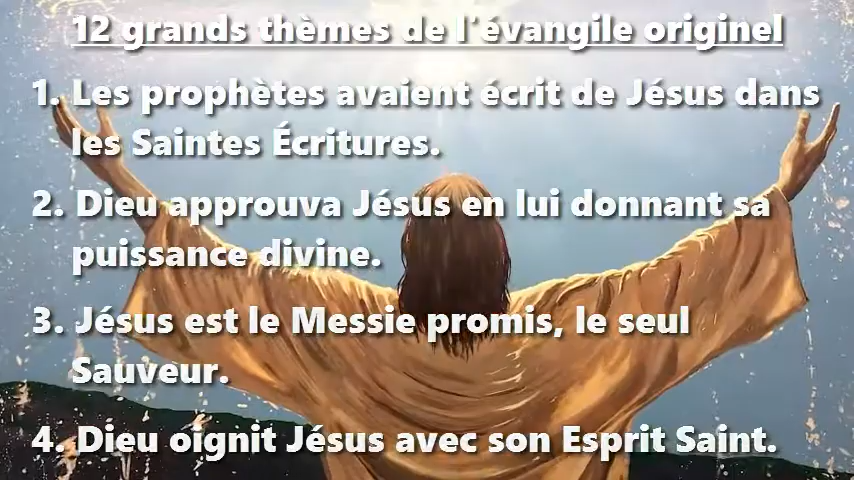 12 grands thèmes de l'évangile originel
1. Les prophètes avaient écrit de Jésus dans
les Saintes Écritures.
2. Dieu approuva Jésus en lui donnant sa
puissance divine.
3. Jésus est le Messie promis, le seul
Sauveur.
4. Dieu oignit Jésus avec son Esprit Saint.